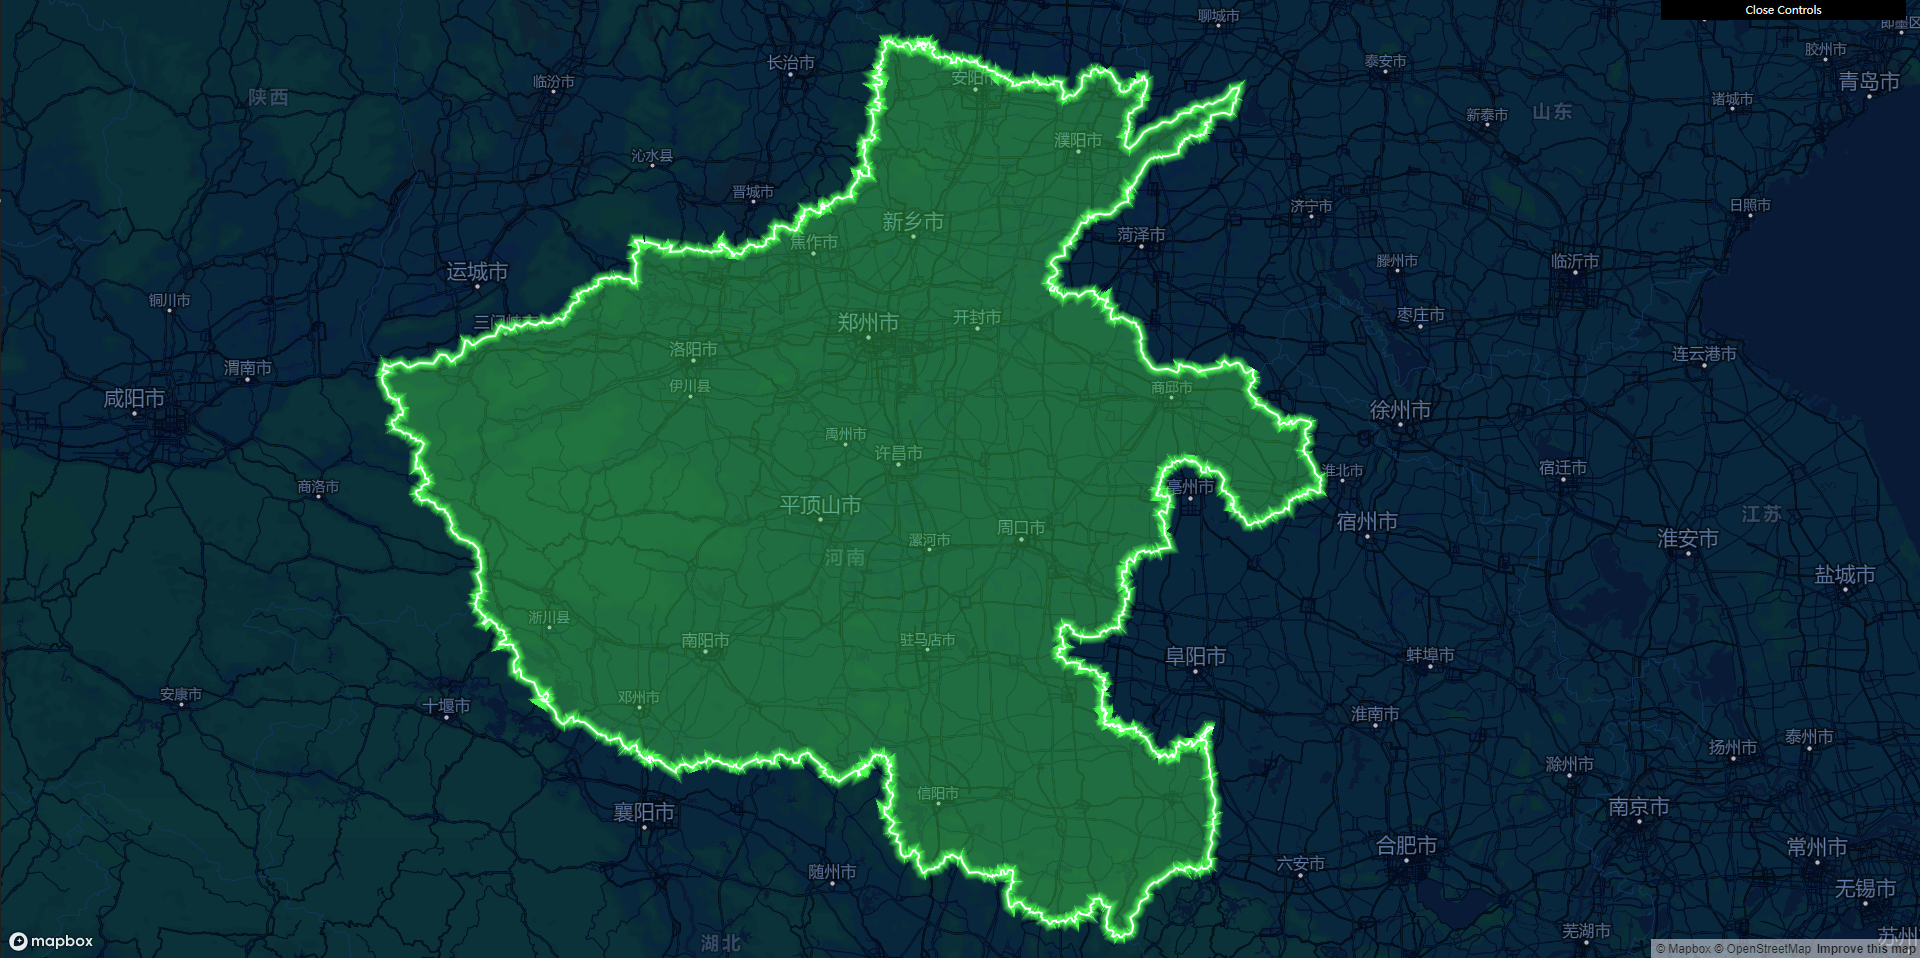 聊城市
Close Controls
即墨区
胶州市
长治市
泰安市
安阳市
临汾市
青岛市
陕西
诸城市
新泰市
山东
濮阳市
沁水县
晋城市
济宁市
日照市
新乡市
菏泽市
焦作市
滕州市
临沂市
运城市
铜川市
枣庄市
开封市
郑州市
三门峡市
洛阳市
连云港市
渭南市
伊川县
商邱市
咸阳市
徐州市
禹州市
许昌市
淮北市
宿迁市
商洛市
亳州市
平顶山市
江苏
宿州市
周口市
漯河市
淮安市
河南
盐城市
淅川县
南阳市
驻马店市
阜阳市
蚌埠市
安康市
邓州市
十堰市
淮南市
泰州市
扬州市
滁州市
信阳市
南京市
襄阳市
合肥市
常州市
六安市
随州市
无锡市
芜湖市
苏州
湖北
mapbox
© Mapbox © OpenStreetMap Improve this map